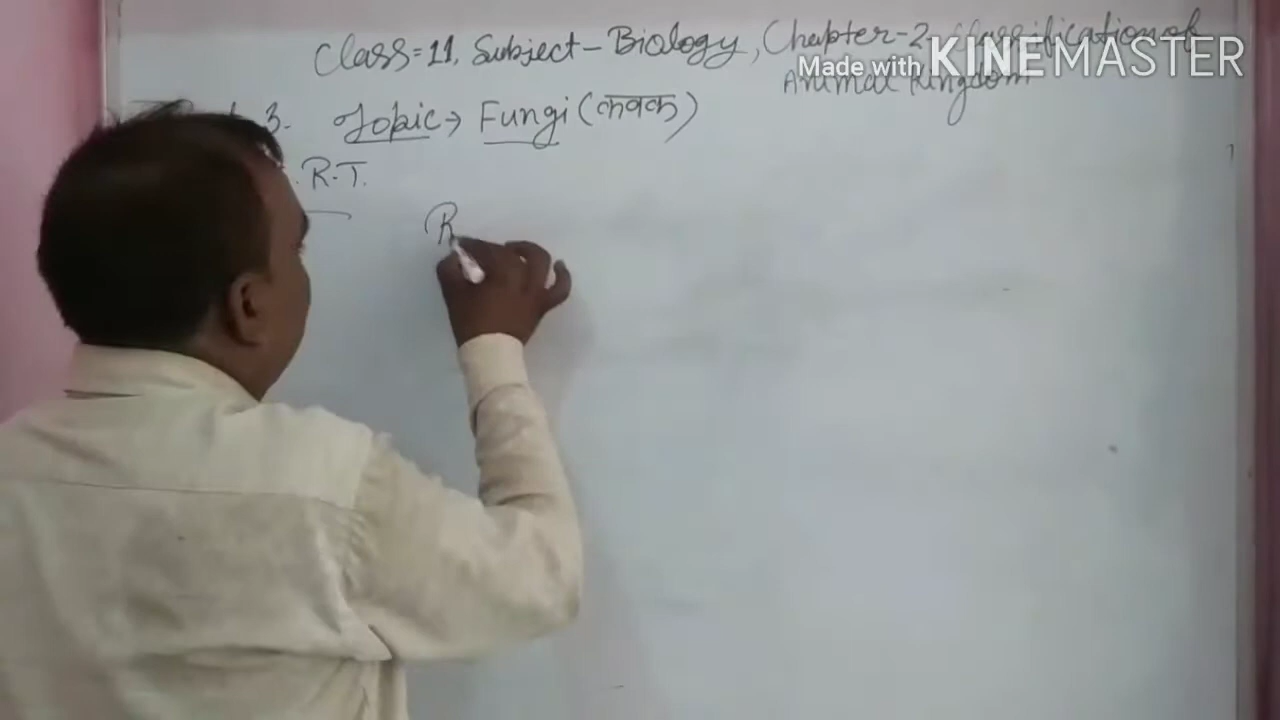 Class=11, Subject-Biology, Chapter-2- Classification of
Animal Kingdom
Made with KINEMASTER
3. Topic → Fungi (कवक)
R.T.
R